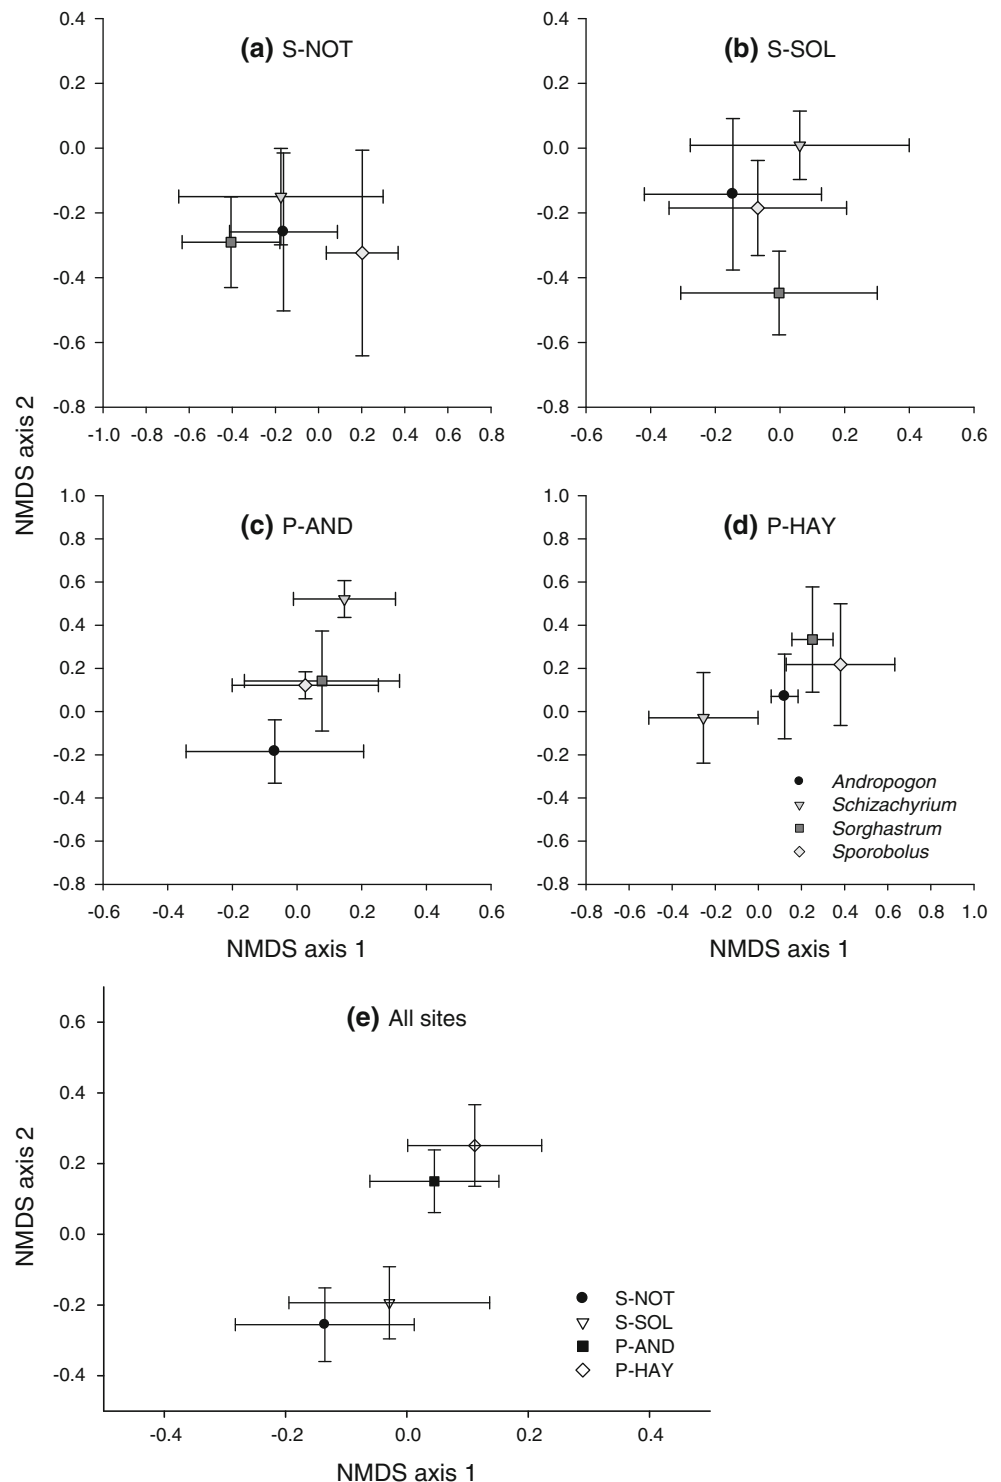 (a) S-NOT
0.4
0.2
0.0
-0.2
-0.4
-0.6
-0.8
-1.0 -0.8 -0.6 -0.4 -0.2 0.0 0.2 0.4 0.6 0.8
(b) S-SOL
0.4
0.2
0.0
-0.2
-0.4
-0.6
-0.8
-0.6 -0.4 -0.2 0.0 0.2 0.4 0.6
NMDS axis 2
(c) P-AND
1.0
0.8
0.6
0.4
0.2
0.0
-0.2
-0.4
-0.6
-0.8
-0.6 -0.4 -0.2 0.0 0.2 0.4 0.6
NMDS axis 1
(d) P-HAY
1.0
0.8
0.6
0.4
0.2
0.0
-0.2
-0.4
-0.6
-0.8
Andropogon
Schizachyrium
Sorghastrum
Sporobolus
-0.8 -0.6 -0.4 -0.2 0.0 0.2 0.4 0.6 0.8 1.0
NMDS axis 1
(e) All sites
0.6
0.4
0.2
0.0
-0.2
-0.4
NMDS axis 2
S-NOT
S-SOL
P-AND
P-HAY
-0.4 -0.2 0.0 0.2 0.4
NMDS axis 1